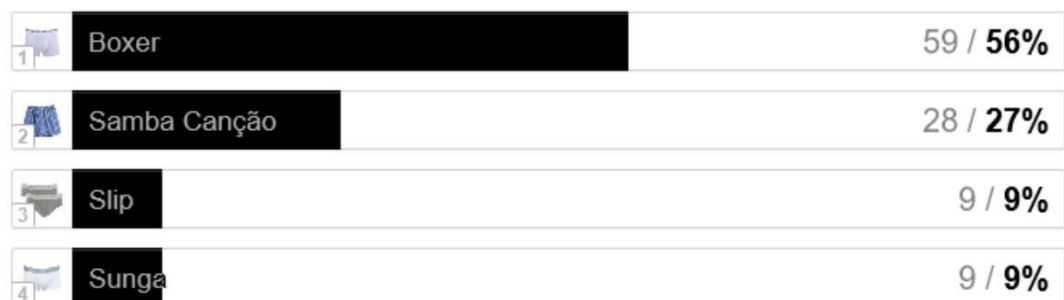 1 Boxer 59 / 56%
2 Samba Canção 28 / 27%
3 Slip 9 / 9%
4 Sunga 9 / 9%